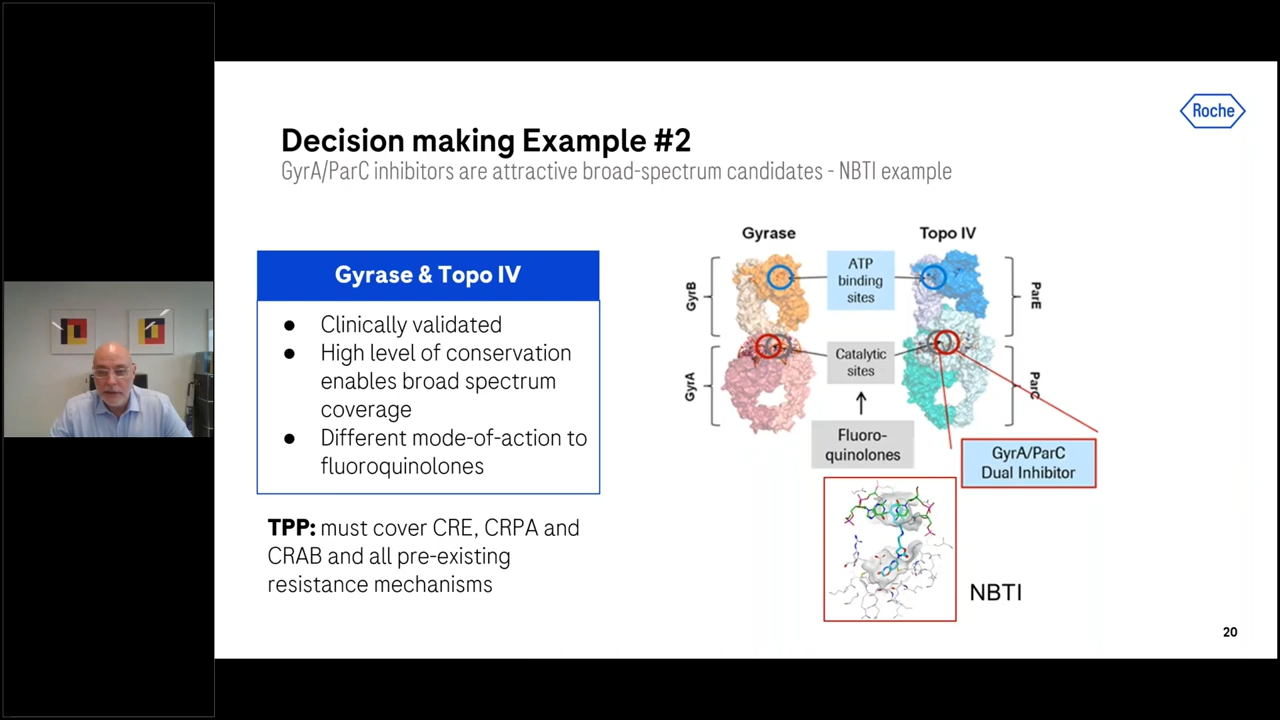 Roche
Decision making Example #2
GyrA/ParC inhibitors are attractive broad-spectrum candidates - NBTI example
Gyrase & Topo IV
● Clinically validated
● High level of conservation
enables broad spectrum
coverage
● Different mode-of-action to
fluoroquinolones
TPP: must cover CRE, CRPA and
CRAB and all pre-existing
resistance mechanisms
Gyrase
Topo IV
GyrB
ATP
binding
sites
ParE
GyrA
Catalytic
sites
ParC
Fluoro-
quinolones
GyrA/ParC
Dual Inhibitor
NBTI
20